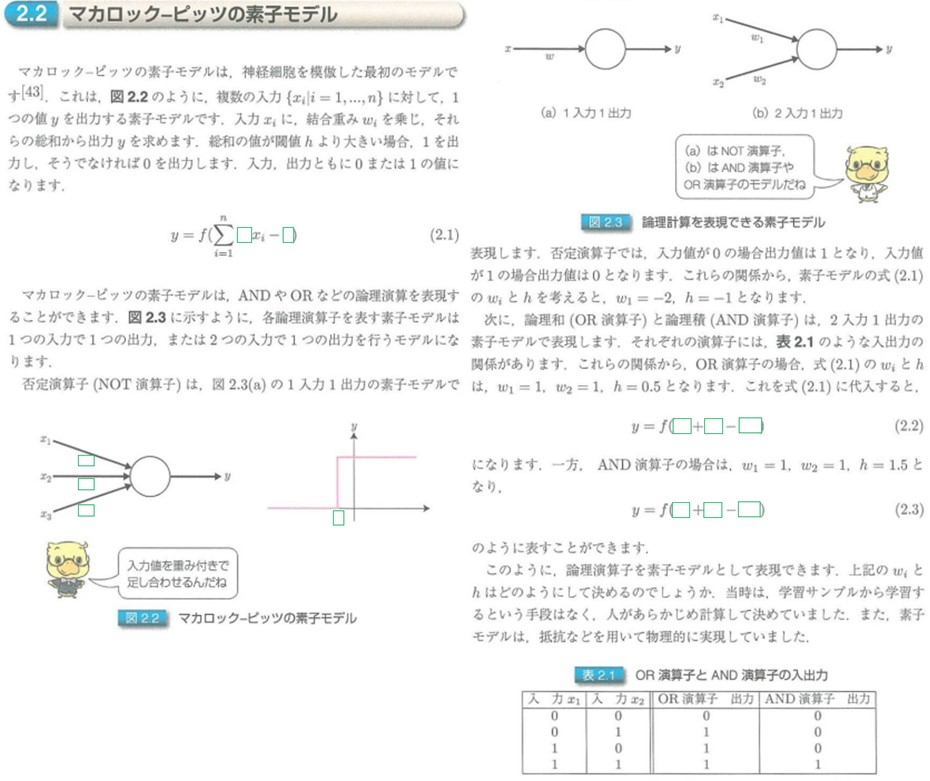 2.2 マカロック–ピッツの素子モデル
マカロック–ピッツの素子モデルは，神経細胞を模倣した最初のモデルで
す[43]．これは，図2.2のように，複数の入力 {xi|i = 1, ..., n} に対して，1
つの値 y を出力する素子モデルです．入力 xi に，結合重み wi を乗じ，それ
らの総和から出力 y を求めます．総和の値が閾値 h より大きい場合，1を出
力し，そうでなければ0を出力します．入力，出力ともに0または1の値に
なります．
y = f(∑ⁿᵢ₌₁ □xi − □) (2.1)
マカロック–ピッツの素子モデルは，AND や OR などの論理演算を表現す
ることができます．図2.3に示すように，各論理演算子を表す素子モデルは
1つの入力で1つの出力，または2つの入力で1つの出力を行うモデルにな
ります．
否定演算子 (NOT 演算子) は，図 2.3(a) の1入力1出力の素子モデルで
x1
x2
x3
y
y
入力値を重み付きで
足し合わせるんだね
図2.2 マカロック–ピッツの素子モデル
x w y
x1 w1
x2 w2
y
(a) 1入力1出力
(b) 2入力1出力
(a) は NOT 演算子，
(b) は AND 演算子や
OR 演算子のモデルだね
図2.3 論理計算を表現できる素子モデル
表現します．否定演算子では，入力値が0の場合出力値は1となり，入力値
が1の場合出力値は0となります．これらの関係から，素子モデルの式 (2.1)
の wi と h を考えると，w1 = −2，h = −1 となります．
次に，論理和 (OR 演算子) と論理積 (AND 演算子) は，2入力1出力の
素子モデルで表現します．それぞれの演算子には，表2.1のような入出力の
関係があります．これらの関係から，OR 演算子の場合，式 (2.1) の wi と h
は，w1 = 1，w2 = 1，h = 0.5 となります．これを式 (2.1) に代入すると，
y = f(□+□−□) (2.2)
になります．一方， AND 演算子の場合は，w1 = 1，w2 = 1，h = 1.5 と
なり，
y = f(□+□−□) (2.3)
のように表すことができます．
このように，論理演算子を素子モデルとして表現できます．上記の wi と
h はどのようにして決めるのでしょうか．当時は，学習サンプルから学習す
るという手段はなく，人があらかじめ計算して決めていました．また，素子
モデルは，抵抗などを用いて物理的に実現していました．
表2.1 OR 演算子と AND 演算子の入出力
入 力 x1 入 力 x2 OR 演算子 出力 AND 演算子 出力
0 0 0 0
0 1 1 0
1 0 1 0
1 1 1 1